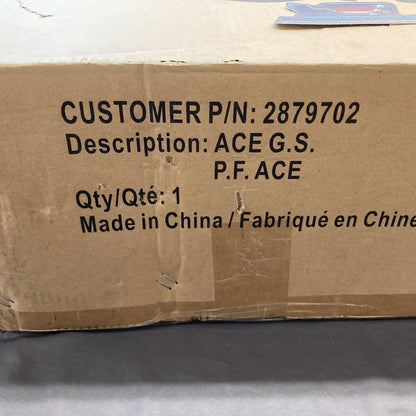 CUSTOMER P/N: 2879702
Description: ACE G.S.
P.F. ACE
Qty/Qté: 1
Made in China / Fabriqué en Chine